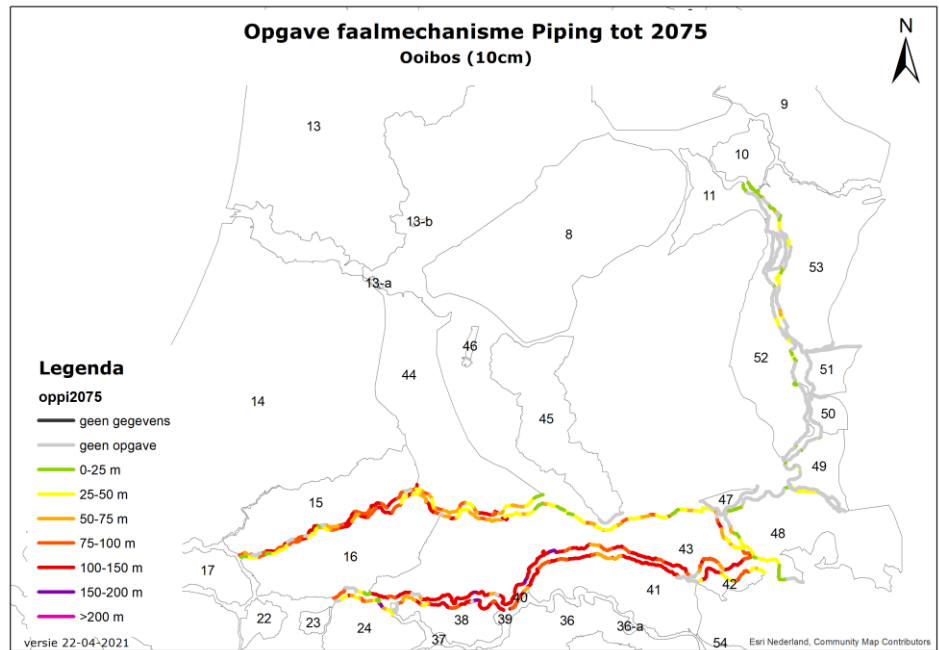 Opgave faalmechanisme Piping tot 2075
Ooibos (10cm)
N
9
13
10
11
13-b
8
53
13-a
46
52
44
51
14
45
50
49
15
47
48
16
43
17
42
41
40
22
23
24
38
39
36
36-a
37
54
Legenda
oppi2075
geen gegevens
geen opgave
0-25 m
25-50 m
50-75 m
75-100 m
100-150 m
150-200 m
>200 m
versie 22-04-2021
Esri Nederland, Community Map Contributors